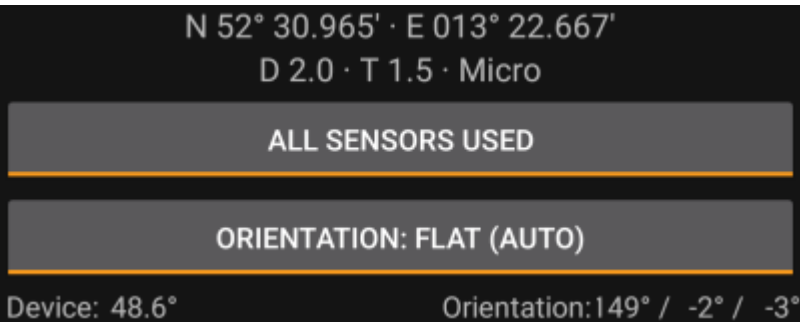 N 52° 30.965' · E 013° 22.667'
D 2.0 · T 1.5 · Micro
ALL SENSORS USED
ORIENTATION: FLAT (AUTO)
Device: 48.6° Orientation:149° / -2° / -3°